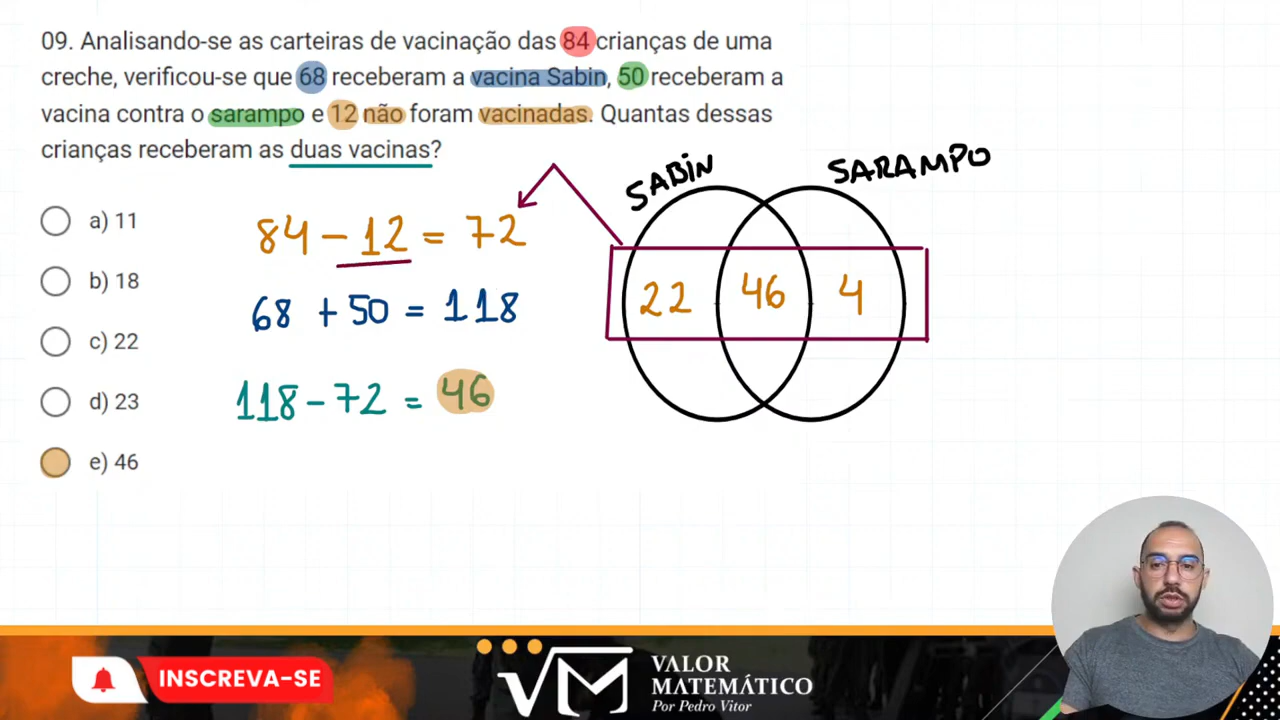 09. Analisando-se as carteiras de vacinação das 84 crianças de uma
creche, verificou-se que 68 receberam a vacina Sabin, 50 receberam a
vacina contra o sarampo e 12 não foram vacinadas. Quantas dessas
crianças receberam as duas vacinas?
a) 11
b) 18
c) 22
d) 23
e) 46
84 - 12 = 72
68 + 50 = 118
118 - 72 = 46
SABiN
SARAMPO
22 46 4
INSCREVA-SE
VM
VALOR
MATEMÁTICO
Por Pedro Vitor